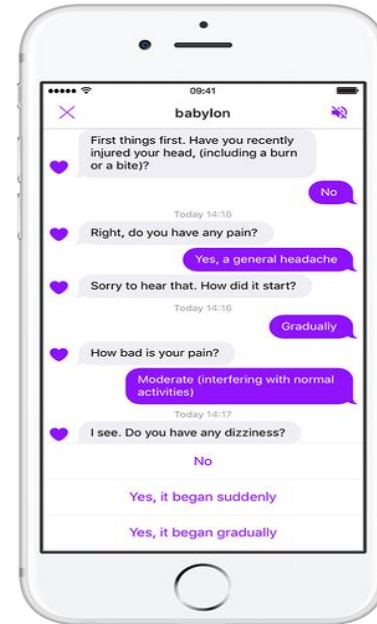 09:41
babylon
First things first. Have you recently
injured your head, (including a burn
or a bite)?
No
Today 14:16
Right, do you have any pain?
Yes, a general headache
Sorry to hear that. How did it start?
Today 14:16
Gradually
How bad is your pain?
Moderate (interfering with normal
activities)
Today 14:17
I see. Do you have any dizziness?
No
Yes, it began suddenly
Yes, it began gradually